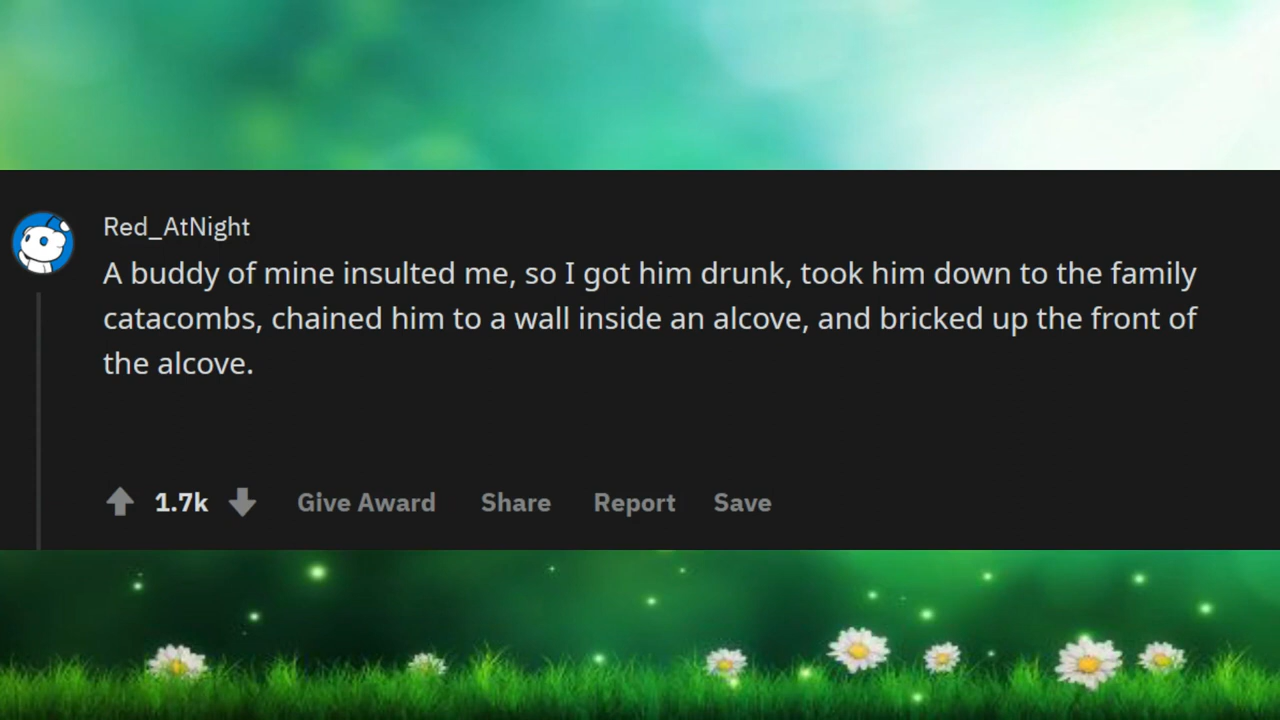 Red_AtNight
A buddy of mine insulted me, so I got him drunk, took him down to the family
catacombs, chained him to a wall inside an alcove, and bricked up the front of
the alcove.
1.7k Give Award Share Report Save